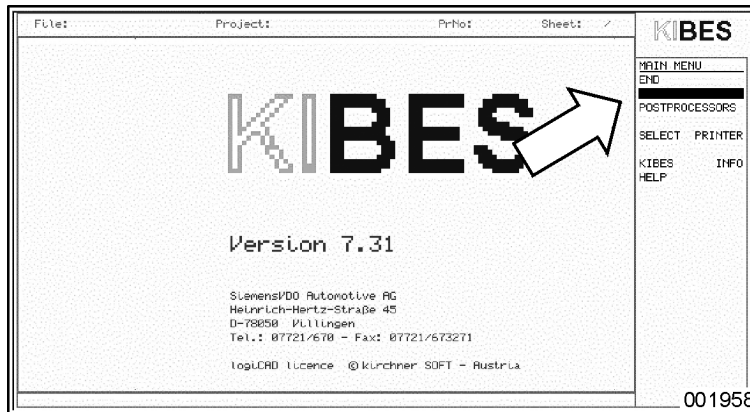 File: Project: PrNo: Sheet: /
KIBES
MAIN MENU
END
POSTPROCESSORS
SELECT PRINTER
KIBES INFO
HELP
KIBES
Version 7.31
SiemensVDO Automotive AG
Heinrich-Hertz-Straße 45
D-78050 Villingen
Tel.: 07721/670 - Fax: 07721/673271
logiCAD licence © kirchner SOFT - Austria
001958